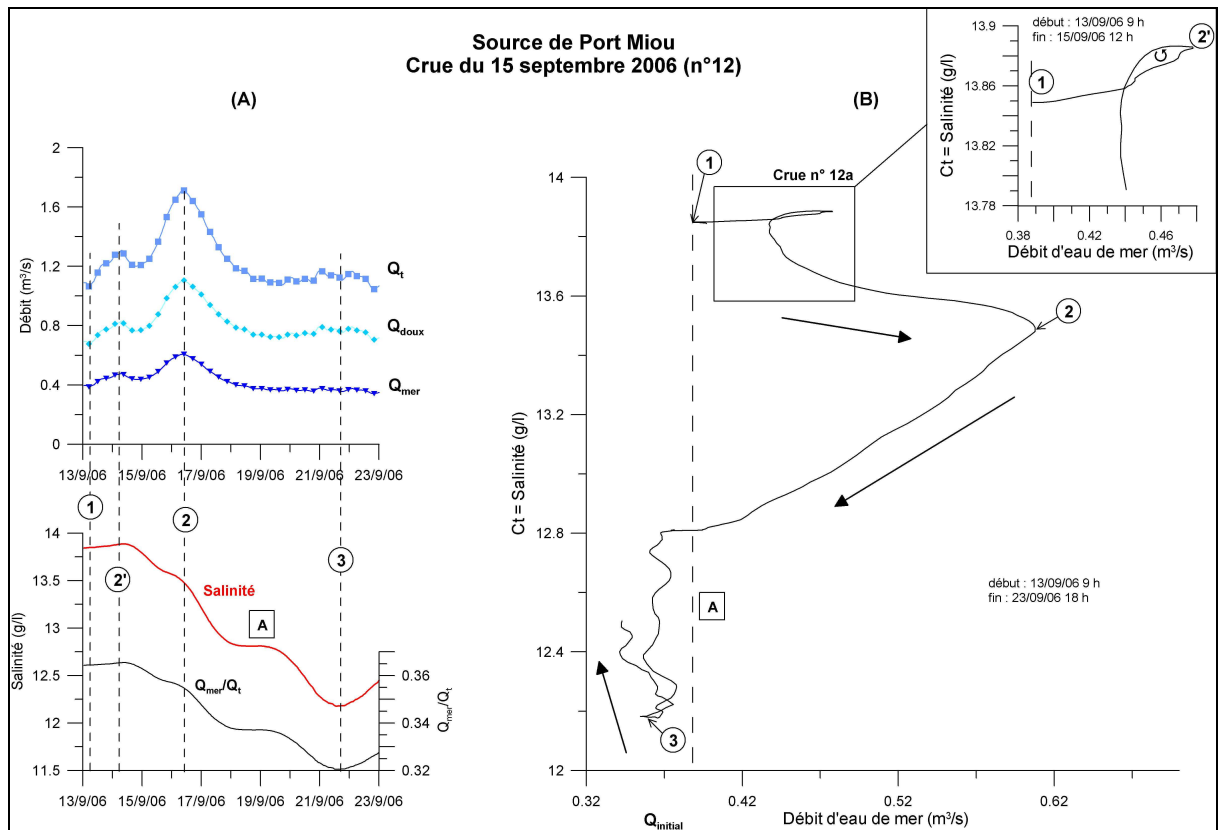 Source de Port Miou
Crue du 15 septembre 2006 (n°12)
(A)
2
1.6
1.2
0.8
0.4
0
Débit (m³/s)
Qt
Qdoux
Qmer
13/9/06 15/9/06 17/9/06 19/9/06 21/9/06 23/9/06
1
2'
2
3
14
13.5
13
12.5
12
11.5
Salinité (g/l)
Salinité
A
Qmer/Qt
0.36
0.34
0.32
Qmer/Qt
13/9/06 15/9/06 17/9/06 19/9/06 21/9/06 23/9/06
(B)
14
13.6
13.2
12.8
12.4
12
Ct = Salinité (g/l)
1
Crue n° 12a
2
A
3
début : 13/09/06 9 h
fin : 23/09/06 18 h
0.32 0.42 0.52 0.62
Qinitial
Débit d'eau de mer (m³/s)
13.9
13.86
13.82
13.78
Ct = Salinité (g/l)
début : 13/09/06 9 h
fin : 15/09/06 12 h
2'
1
0.38 0.42 0.46
Débit d'eau de mer (m³/s)